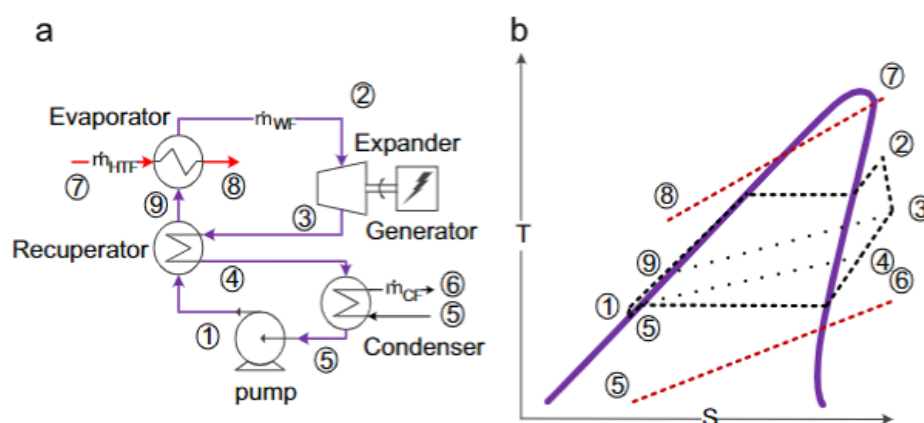 a
Evaporator
ṁHTF
⑦
⑧
⑨
ṁWF
②
Expander
③
Generator
Recuperator
④
ṁCF
⑥
⑤
①
⑤
Condenser
pump
b
T
S
⑦
②
⑧
③
⑨
④
⑥
①
⑤
⑤